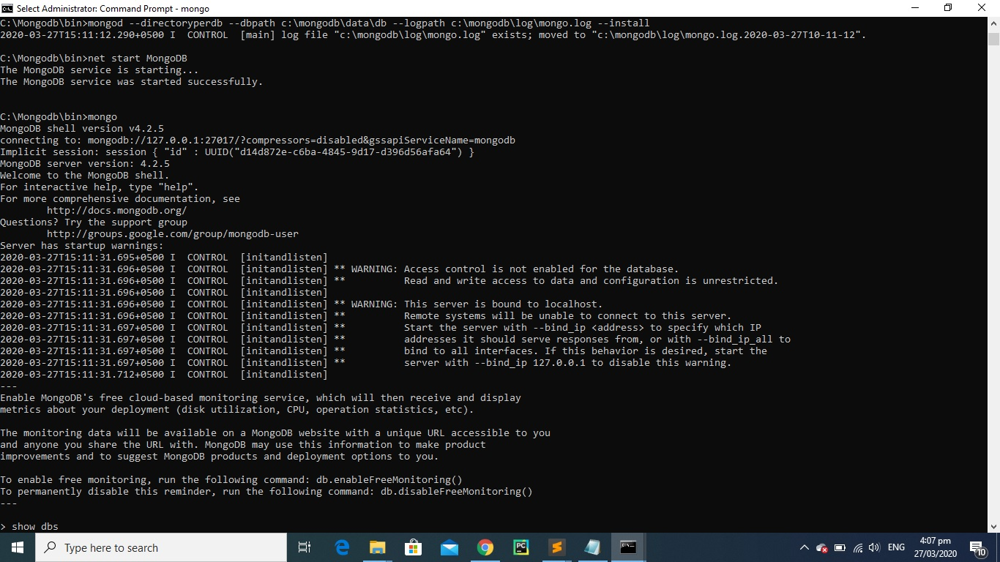 Select Administrator: Command Prompt - mongo
C:\Mongodb\bin>mongod --directoryperdb --dbpath c:\mongodb\data\db --logpath c:\mongodb\log\mongo.log --install
2020-03-27T15:11:12.290+0500 I  CONTROL  [main] log file "c:\mongodb\log\mongo.log" exists; moved to "c:\mongodb\log\mongo.log.2020-03-27T10-11-12".
C:\Mongodb\bin>net start MongoDB
The MongoDB service is starting...
The MongoDB service was started successfully.
C:\Mongodb\bin>mongo
MongoDB shell version v4.2.5
connecting to: mongodb://127.0.0.1:27017/?compressors=disabled&gssapiServiceName=mongodb
Implicit session: session { "id" : UUID("d14d872e-c6ba-4845-9d17-d396d56afa64") }
MongoDB server version: 4.2.5
Welcome to the MongoDB shell.
For interactive help, type "help".
For more comprehensive documentation, see
        http://docs.mongodb.org/
Questions? Try the support group
        http://groups.google.com/group/mongodb-user
Server has startup warnings:
2020-03-27T15:11:31.695+0500 I  CONTROL  [initandlisten]
2020-03-27T15:11:31.696+0500 I  CONTROL  [initandlisten] ** WARNING: Access control is not enabled for the database.
2020-03-27T15:11:31.696+0500 I  CONTROL  [initandlisten] **          Read and write access to data and configuration is unrestricted.
2020-03-27T15:11:31.696+0500 I  CONTROL  [initandlisten]
2020-03-27T15:11:31.696+0500 I  CONTROL  [initandlisten] ** WARNING: This server is bound to localhost.
2020-03-27T15:11:31.696+0500 I  CONTROL  [initandlisten] **          Remote systems will be unable to connect to this server.
2020-03-27T15:11:31.697+0500 I  CONTROL  [initandlisten] **          Start the server with --bind_ip <address> to specify which IP
2020-03-27T15:11:31.697+0500 I  CONTROL  [initandlisten] **          addresses it should serve responses from, or with --bind_ip_all to
2020-03-27T15:11:31.697+0500 I  CONTROL  [initandlisten] **          bind to all interfaces. If this behavior is desired, start the
2020-03-27T15:11:31.697+0500 I  CONTROL  [initandlisten] **          server with --bind_ip 127.0.0.1 to disable this warning.
2020-03-27T15:11:31.712+0500 I  CONTROL  [initandlisten]
---
Enable MongoDB's free cloud-based monitoring service, which will then receive and display
metrics about your deployment (disk utilization, CPU, operation statistics, etc).
The monitoring data will be available on a MongoDB website with a unique URL accessible to you
and anyone you share the URL with. MongoDB may use this information to make product
improvements and to suggest MongoDB products and deployment options to you.
To enable free monitoring, run the following command: db.enableFreeMonitoring()
To permanently disable this reminder, run the following command: db.disableFreeMonitoring()
---
> show dbs
Type here to search
PC
ENG
4:07 pm
27/03/2020
10